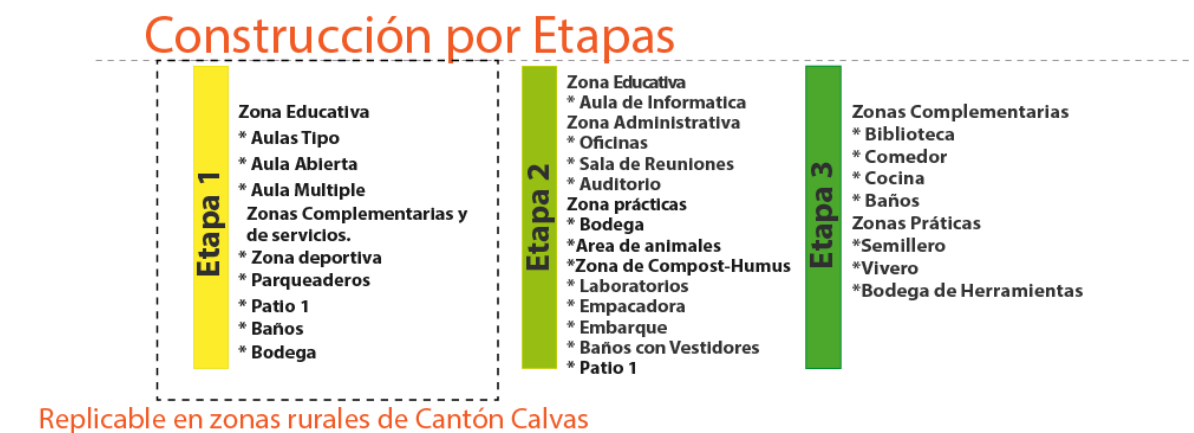 Construcción por Etapas
Etapa 1
Zona Educativa
* Aulas Tipo
* Aula Abierta
* Aula Multiple
Zonas Complementarias y
de servicios.
* Zona deportiva
* Parqueaderos
* Patio 1
* Baños
* Bodega
Etapa 2
Zona Educativa
* Aula de Informatica
Zona Administrativa
* Oficinas
* Sala de Reuniones
* Auditorio
Zona prácticas
* Bodega
*Area de animales
*Zona de Compost-Humus
* Laboratorios
* Empacadora
* Embarque
* Baños con Vestidores
* Patio 1
Etapa 3
Zonas Complementarias
* Biblioteca
* Comedor
* Cocina
* Baños
Zonas Práticas
*Semillero
*Vivero
*Bodega de Herramientas
Replicable en zonas rurales de Cantón Calvas